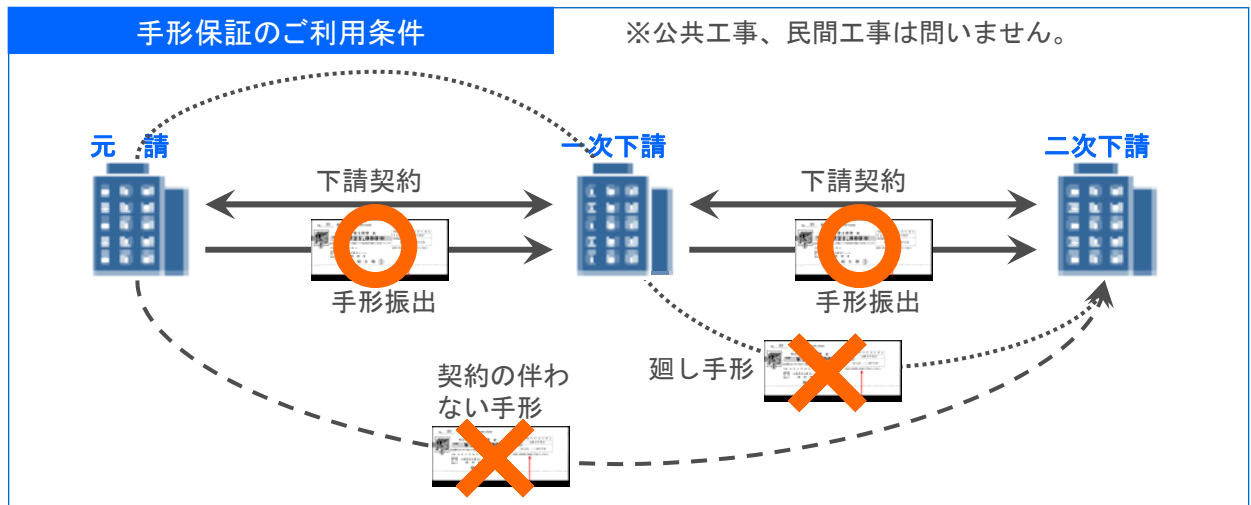 手形保証のご利用条件
※公共工事、民間工事は問いません。
元　請
一次下請
二次下請
下請契約
下請契約
手形振出
手形振出
廻し手形
契約の伴わ
ない手形